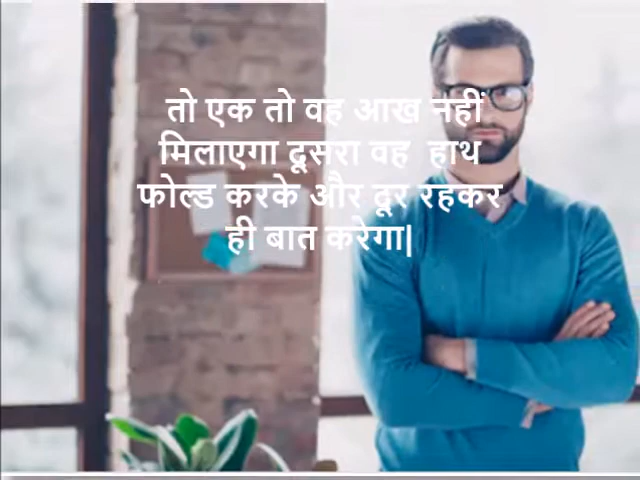 तो एक तो वह आख नहीं
मिलाएगा दूसरा वह हाथ
फोल्ड करके और दूर रहकर
ही बात करेगा|